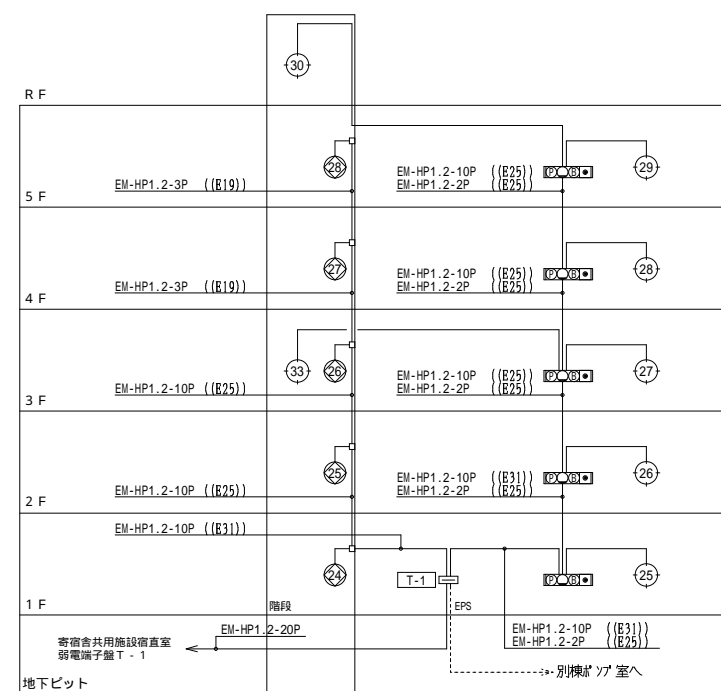 30
R F
28
EM-HP1.2-10P ((E25))
P B
29
EM-HP1.2-3P ((E19))
EM-HP1.2-2P ((E25))
5 F
27
EM-HP1.2-10P ((E25))
P B
28
EM-HP1.2-3P ((E19))
EM-HP1.2-2P ((E25))
4 F
33
26
EM-HP1.2-10P ((E25))
P B
27
EM-HP1.2-10P ((E25))
EM-HP1.2-2P ((E25))
3 F
25
EM-HP1.2-10P ((E31))
P B
26
EM-HP1.2-10P ((E25))
EM-HP1.2-2P ((E25))
2 F
EM-HP1.2-10P ((E31))
24
T-1
P B
25
1 F
階段
EPS
EM-HP1.2-20P
EM-HP1.2-10P ((E31))
EM-HP1.2-2P ((E25))
寄宿舎共用施設宿直室
弱電端子盤T - 1
別棟ﾎﾟﾝﾌﾟ室へ
地下ピット